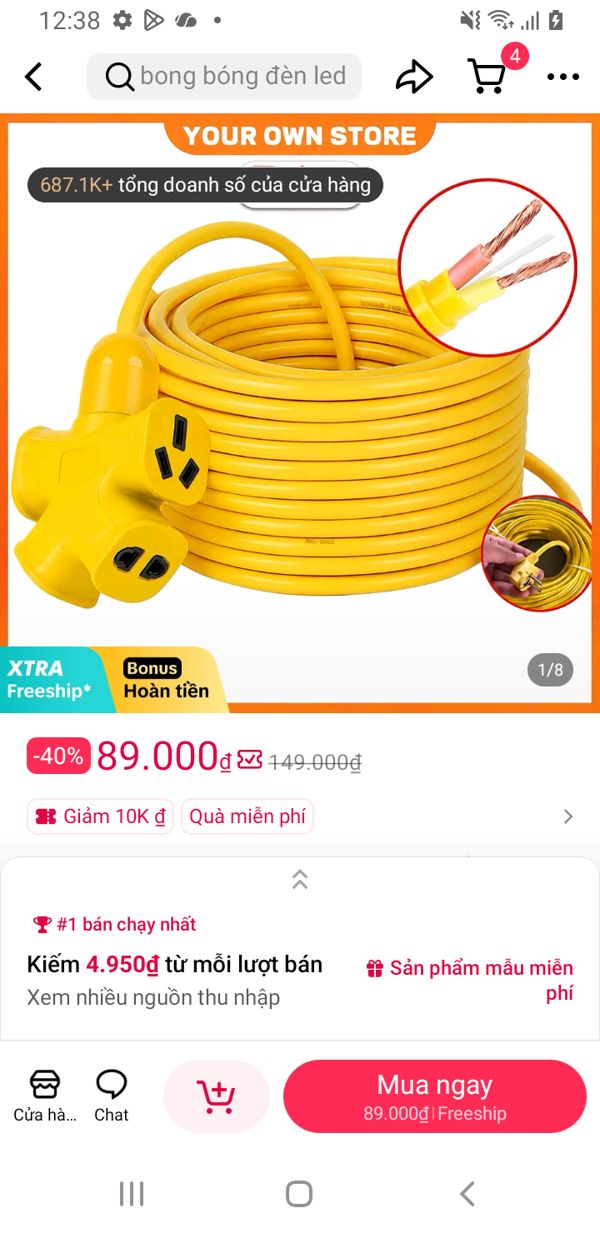 12:38
bong bóng đèn led
4
YOUR OWN STORE
687.1K+ tổng doanh số của cửa hàng
XTRA
Freeship*
Bonus
Hoàn tiền
1/8
-40% 89.000₫ 149.000₫
Giảm 10K ₫
Quà miễn phí
#1 bán chạy nhất
Kiếm 4.950₫ từ mỗi lượt bán
Xem nhiều nguồn thu nhập
Sản phẩm mẫu miễn
phí
Cửa hà...
Chat
Mua ngay
89.000₫ | Freeship